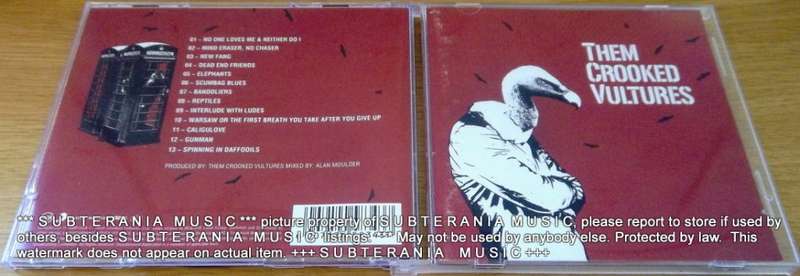 01 – NO ONE LOVES ME & NEITHER DO I
02 – MIND ERASER, NO CHASER
03 – NEW FANG
04 – DEAD END FRIENDS
05 – ELEPHANTS
06 – SCUMBAG BLUES
07 – BANDOLIERS
08 – REPTILES
09 – INTERLUDE WITH LUDES
10 – WARSAW OR THE FIRST BREATH YOU TAKE AFTER YOU GIVE UP
11 – CALIGULOVE
12 – GUNMAN
13 – SPINNING IN DAFFODILS
PRODUCED BY: THEM CROOKED VULTURES MIXED BY: ALAN MOULDER
THEM
CROOKED
VULTURES
*** S U B T E R A N I A M U S I C *** picture property of S U B T E R A N I A M U S I C, please report to store if used by
others, besides S U B T E R A N I A M U S I C' listings. *** May not be used by anybody else. Protected by law. This
watermark does not appear on actual item. +++ S U B T E R A N I A M U S I C +++